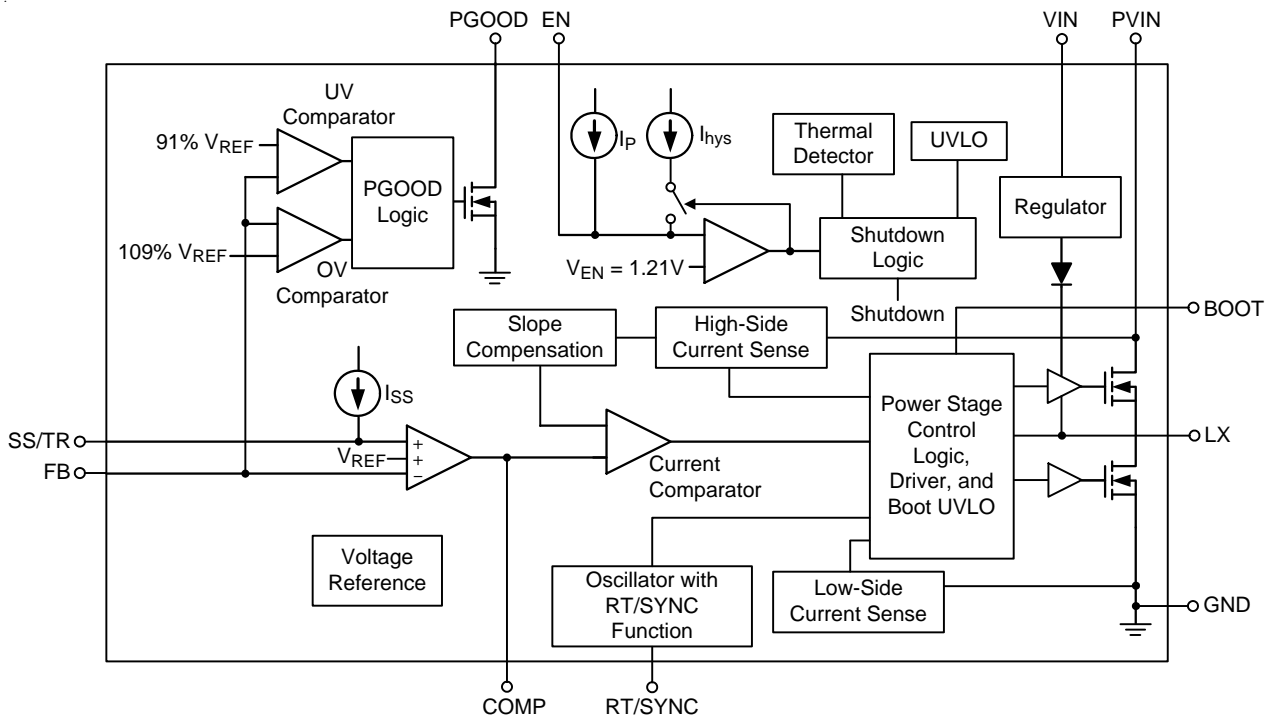 PGOOD EN VIN PVIN
UV
Comparator
91% VREF
PGOOD
Logic
109% VREF
OV
Comparator
IP
Ihys
Thermal
Detector
UVLO
Regulator
VEN = 1.21V
Shutdown
Logic
Shutdown
BOOT
Slope
Compensation
High-Side
Current Sense
ISS
Power Stage
Control
Logic,
Driver, and
Boot UVLO
SS/TR
+
VREF
+
FB
−
Current
Comparator
LX
Voltage
Reference
Oscillator with
RT/SYNC
Function
Low-Side
Current Sense
GND
COMP
RT/SYNC